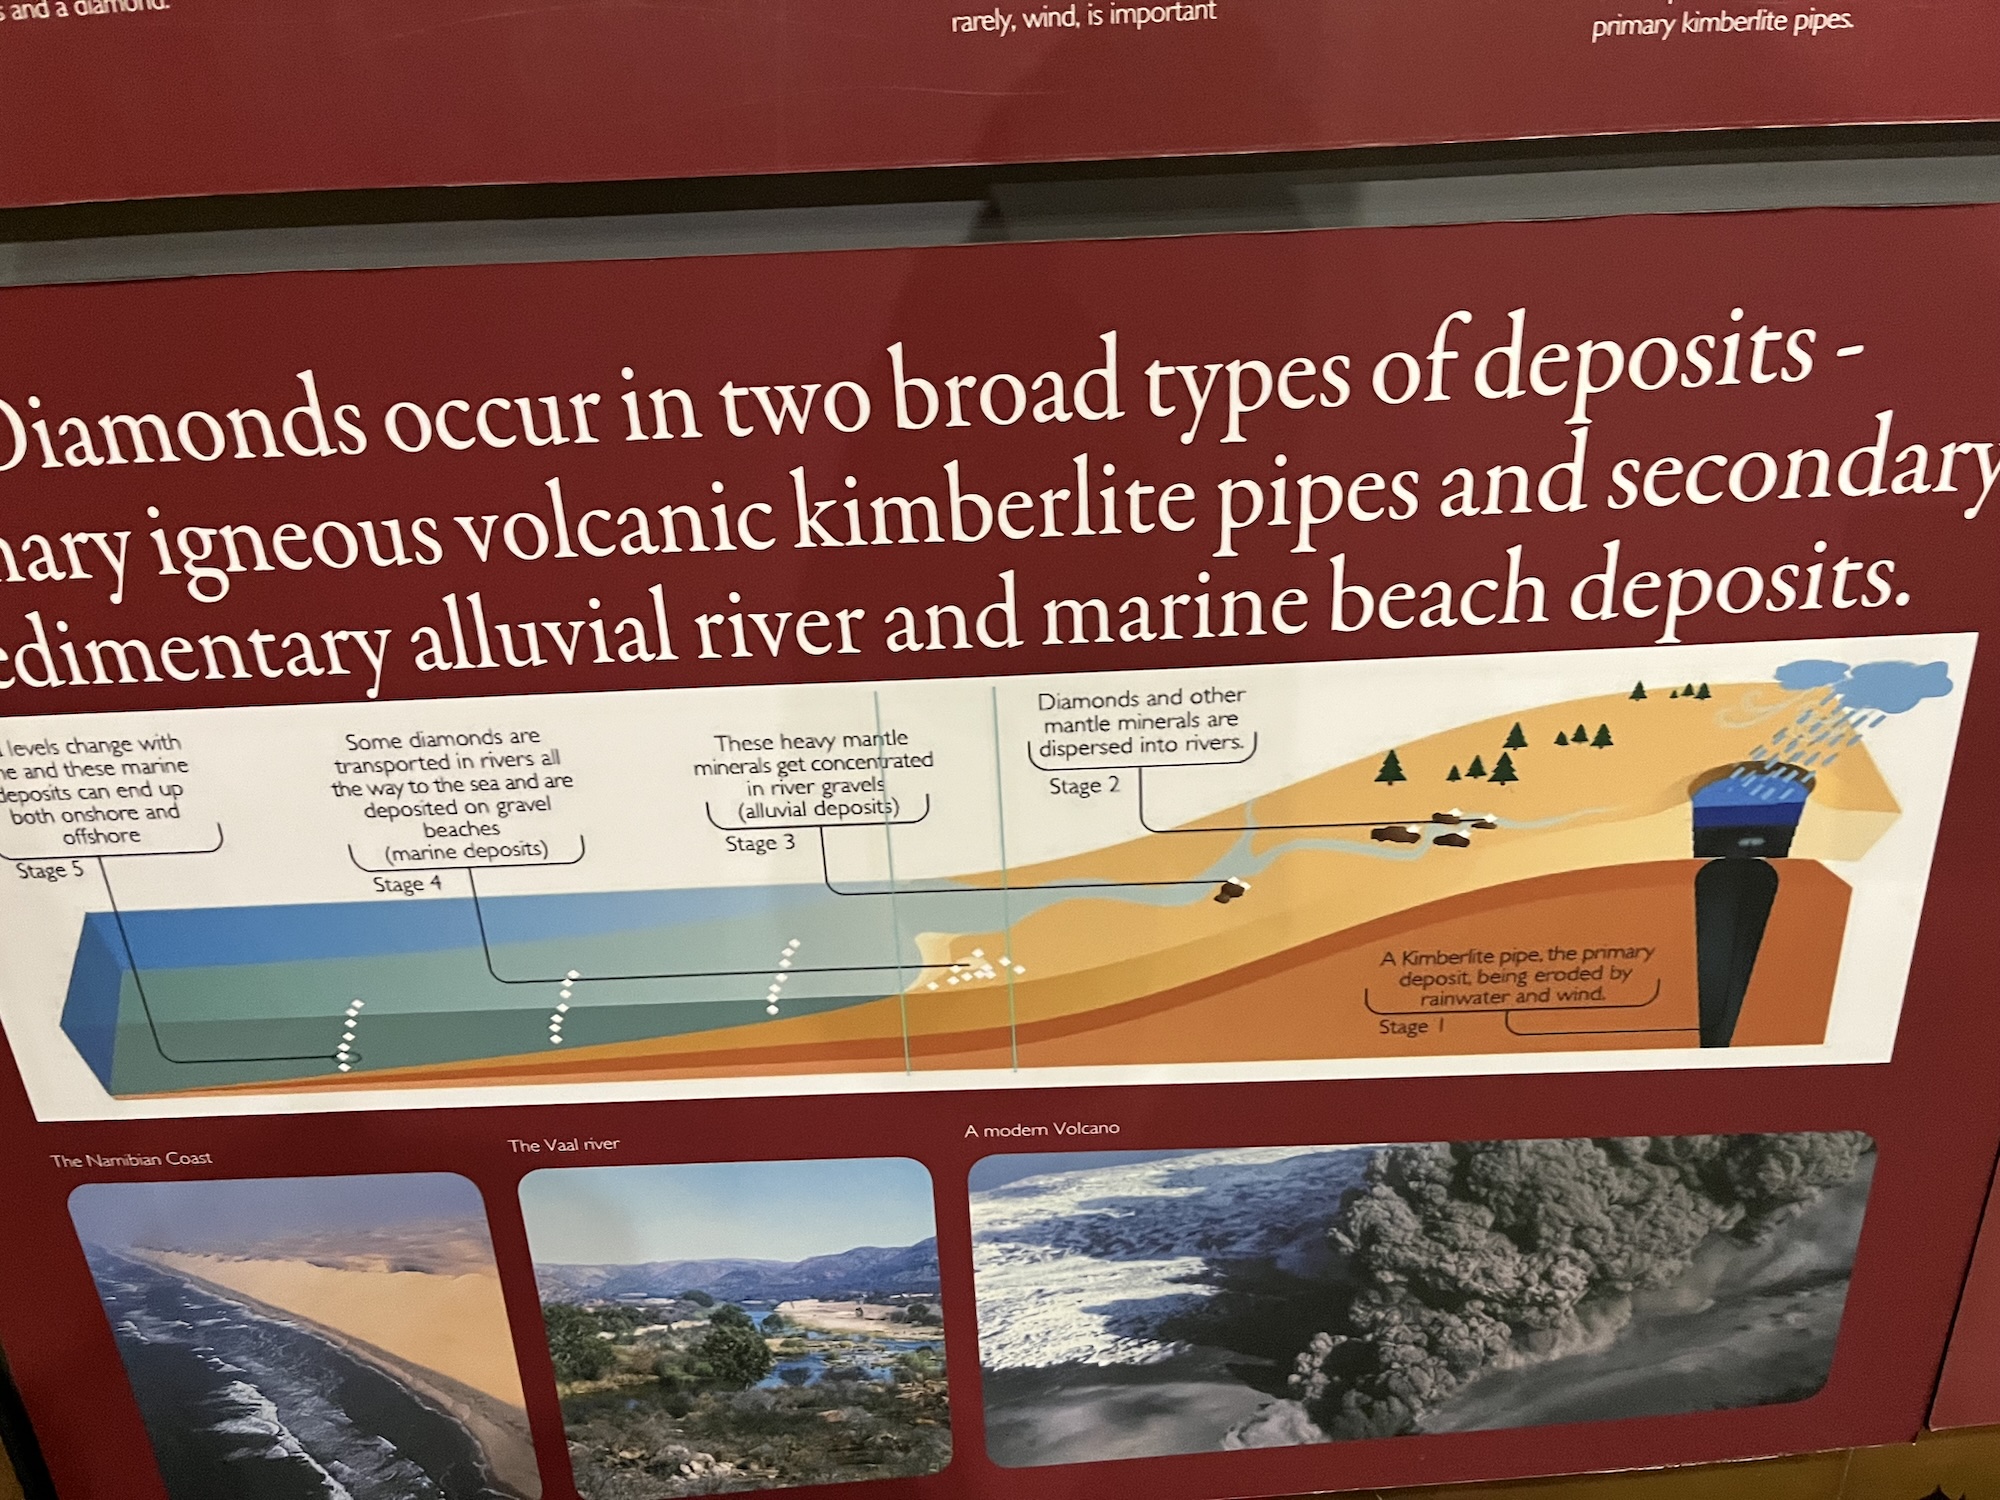 and a diamond.
rarely, wind, is important
primary kimberlite pipes.
Diamonds occur in two broad types of deposits -
igneous volcanic kimberlite pipes and secondary
alluvial river and marine beach deposits.
levels change with
and these marine
deposits can end up
both onshore and
offshore
Stage 5
Some diamonds are
transported in rivers all
the way to the sea and are
deposited on gravel
beaches
(marine deposits)
Stage 4
These heavy mantle
minerals get concentrated
in river gravels
(alluvial deposits)
Stage 3
Diamonds and other
mantle minerals are
dispersed into rivers.
Stage 2
A Kimberlite pipe, the primary
deposit, being eroded by
rainwater and wind.
Stage 1
The Namibian Coast
The Vaal river
A modern Volcano